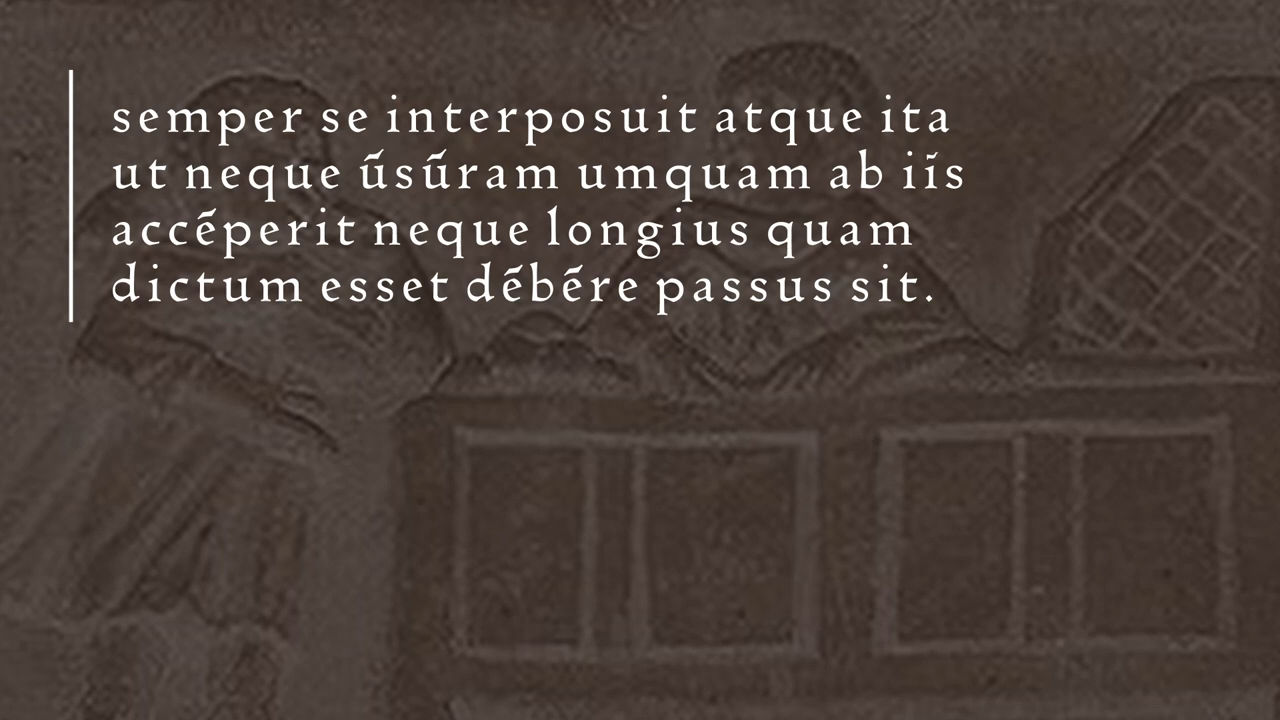 semper se interposuit atque ita
ut neque ūsūram umquam ab iīs
accēperit neque longius quam
dictum esset dēbēre passus sit.